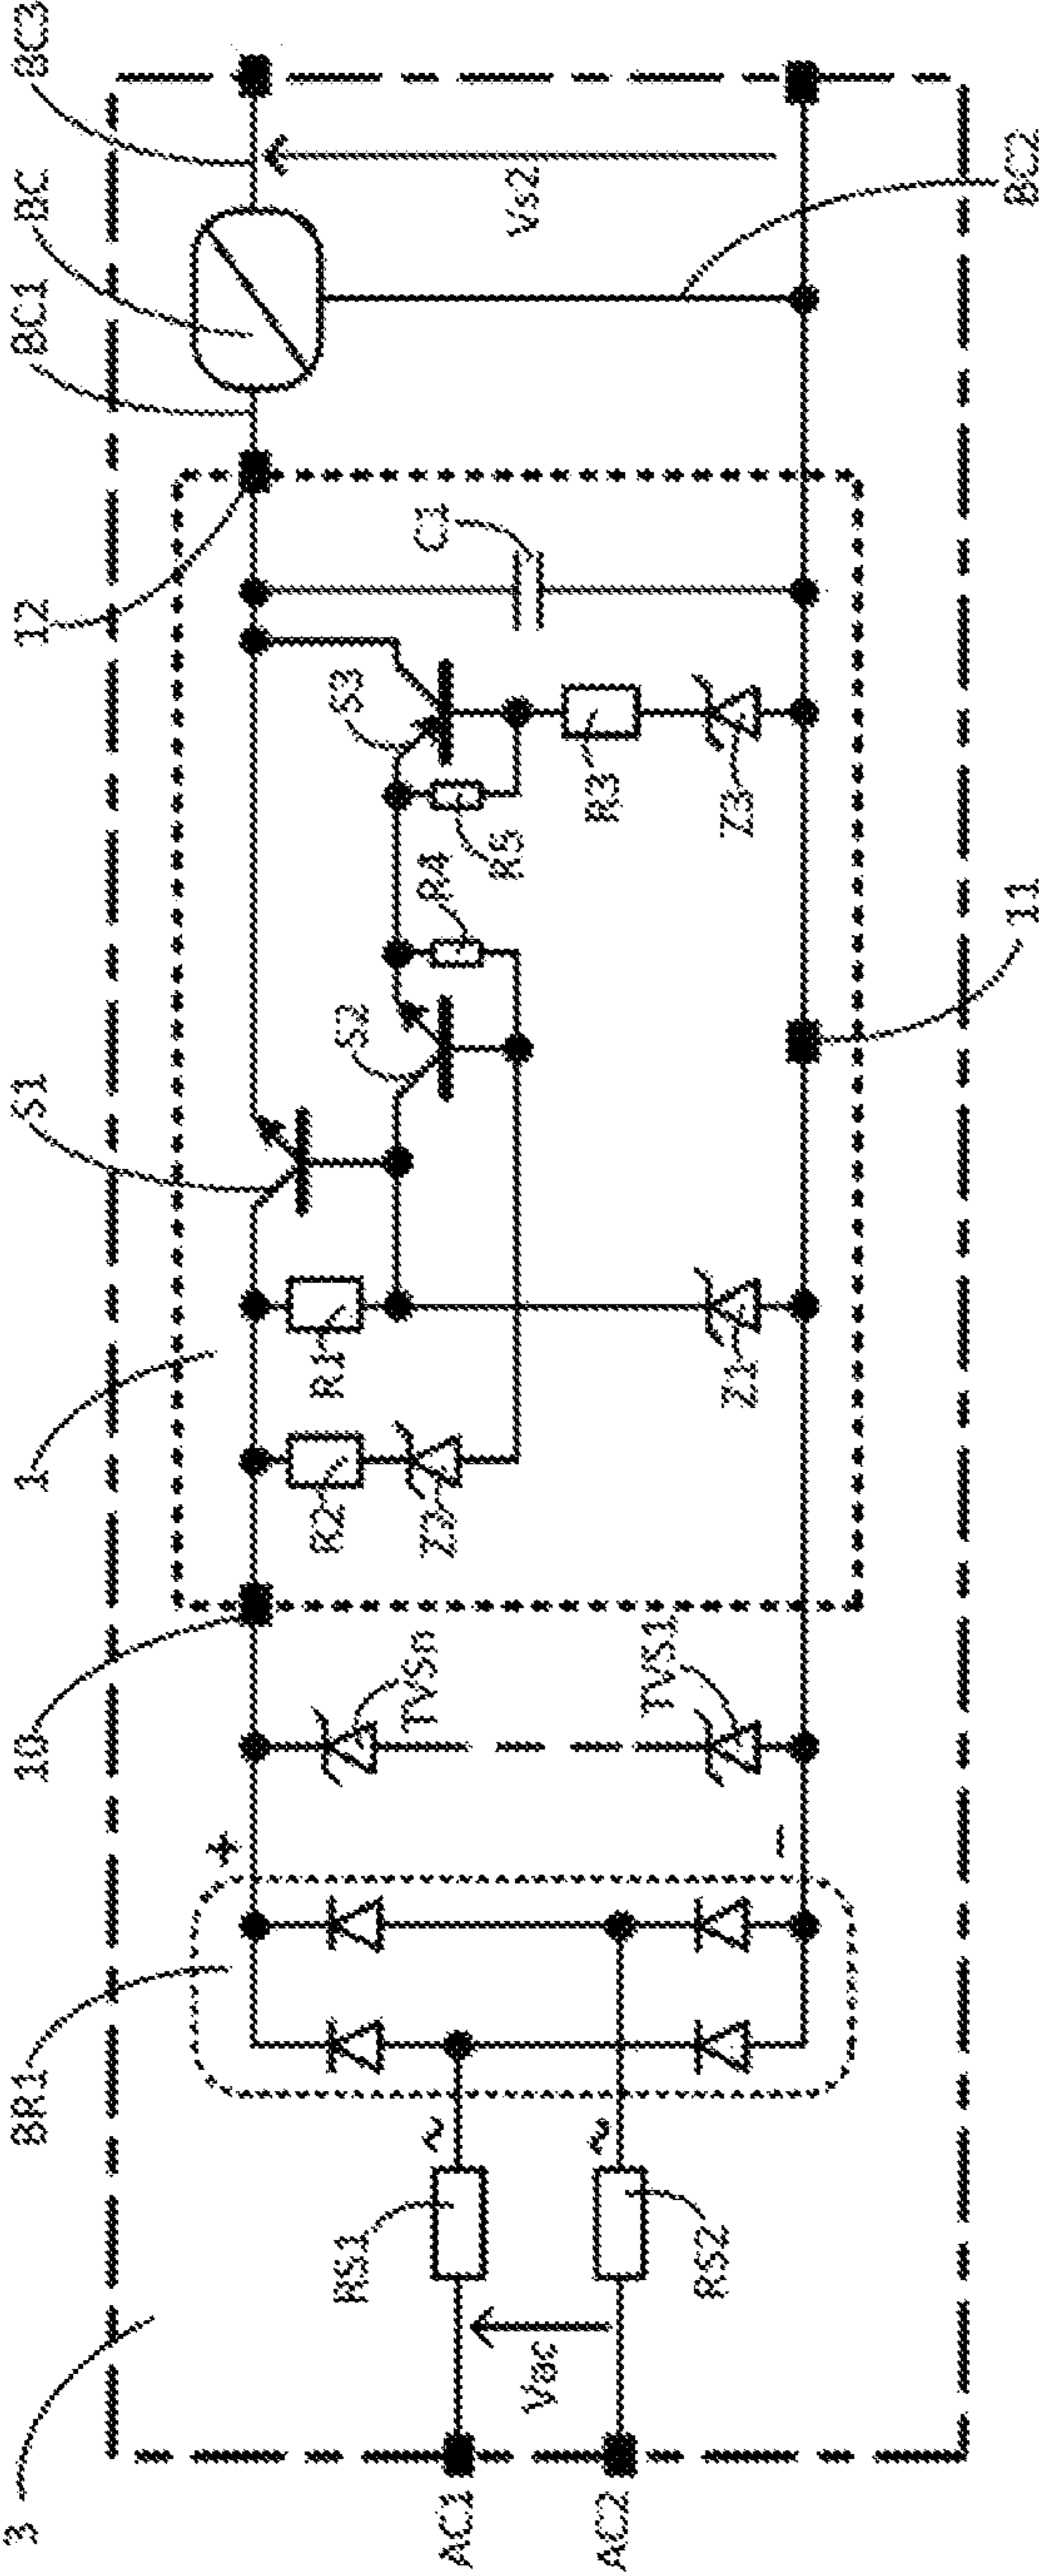 3
BR1
10
1
S1
12
BC1
BC
BC3
AC1
AC2
Vac
RS1
RS2
~
~
+
-
TVSn
TVS1
R2
R1
Z1
S2
R4
S3
R5
R3
Z3
C1
Vs2
11
BC2